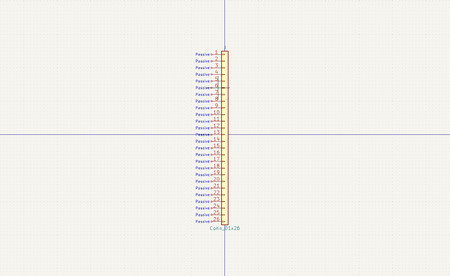 Passive 1
Passive 2
Passive 3
Passive 4
Passive 5
Passive 6
Passive 7
Passive 8
Passive 9
Passive 10
Passive 11
Passive 12
Passive 13
Passive 14
Passive 15
Passive 16
Passive 17
Passive 18
Passive 19
Passive 20
Passive 21
Passive 22
Passive 23
Passive 24
Passive 25
Passive 26
Conn_01x26